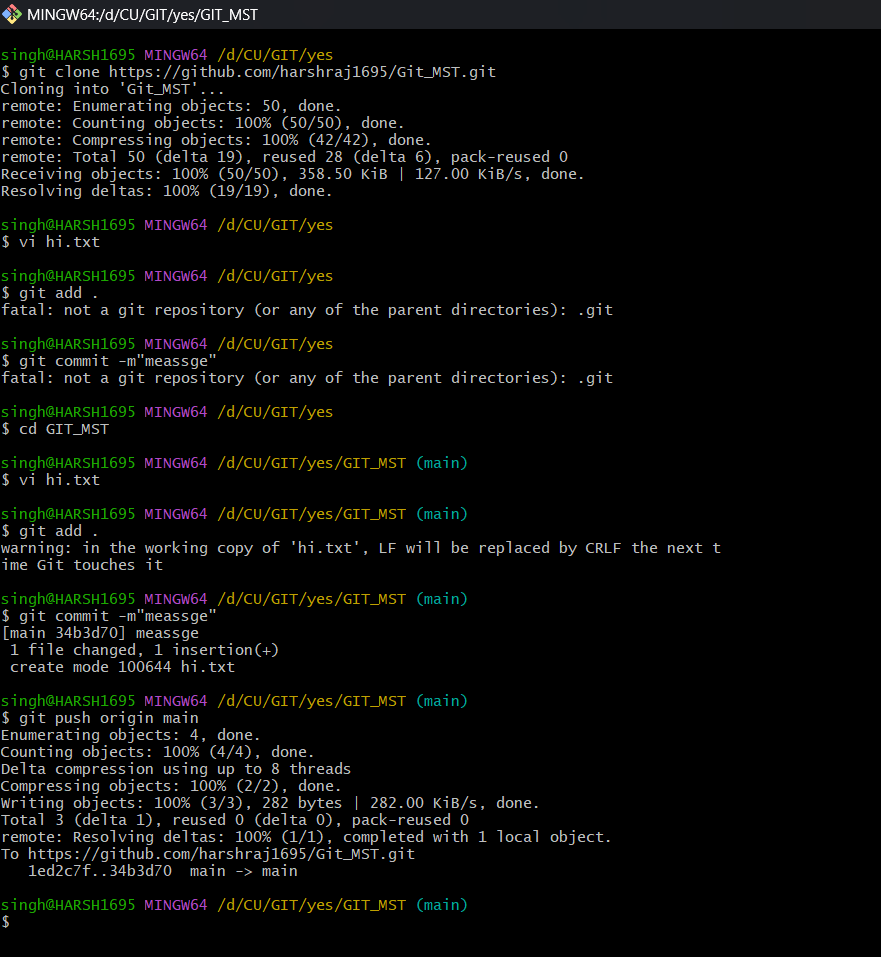 MINGW64:/d/CU/GIT/yes/GIT_MST
singh@HARSH1695 MINGW64 /d/CU/GIT/yes
$ git clone https://github.com/harshraj1695/Git_MST.git
Cloning into 'Git_MST'...
remote: Enumerating objects: 50, done.
remote: Counting objects: 100% (50/50), done.
remote: Compressing objects: 100% (42/42), done.
remote: Total 50 (delta 19), reused 28 (delta 6), pack-reused 0
Receiving objects: 100% (50/50), 358.50 KiB | 127.00 KiB/s, done.
Resolving deltas: 100% (19/19), done.
singh@HARSH1695 MINGW64 /d/CU/GIT/yes
$ vi hi.txt
singh@HARSH1695 MINGW64 /d/CU/GIT/yes
$ git add .
fatal: not a git repository (or any of the parent directories): .git
singh@HARSH1695 MINGW64 /d/CU/GIT/yes
$ git commit -m"meassge"
fatal: not a git repository (or any of the parent directories): .git
singh@HARSH1695 MINGW64 /d/CU/GIT/yes
$ cd GIT_MST
singh@HARSH1695 MINGW64 /d/CU/GIT/yes/GIT_MST (main)
$ vi hi.txt
singh@HARSH1695 MINGW64 /d/CU/GIT/yes/GIT_MST (main)
$ git add .
warning: in the working copy of 'hi.txt', LF will be replaced by CRLF the next t
ime Git touches it
singh@HARSH1695 MINGW64 /d/CU/GIT/yes/GIT_MST (main)
$ git commit -m"meassge"
[main 34b3d70] meassge
 1 file changed, 1 insertion(+)
 create mode 100644 hi.txt
singh@HARSH1695 MINGW64 /d/CU/GIT/yes/GIT_MST (main)
$ git push origin main
Enumerating objects: 4, done.
Counting objects: 100% (4/4), done.
Delta compression using up to 8 threads
Compressing objects: 100% (2/2), done.
Writing objects: 100% (3/3), 282 bytes | 282.00 KiB/s, done.
Total 3 (delta 1), reused 0 (delta 0), pack-reused 0
remote: Resolving deltas: 100% (1/1), completed with 1 local object.
To https://github.com/harshraj1695/Git_MST.git
   1ed2c7f..34b3d70  main -> main
singh@HARSH1695 MINGW64 /d/CU/GIT/yes/GIT_MST (main)
$